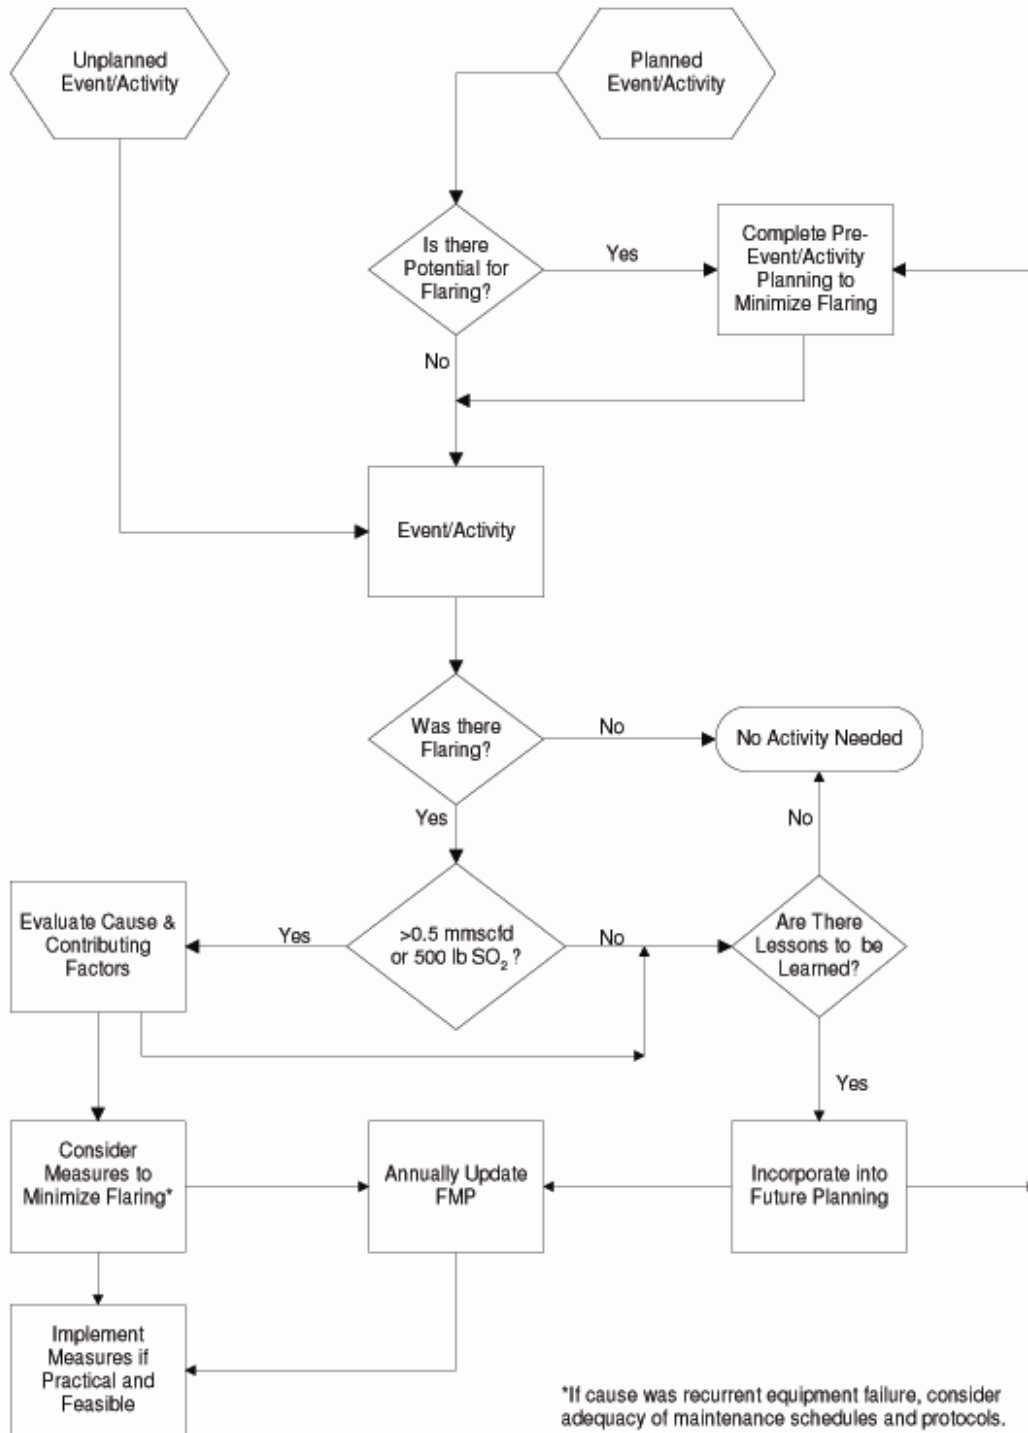 Unplanned
Event/Activity
Planned
Event/Activity
Is there
Potential for
Flaring?
Yes
Complete Pre-
Event/Activity
Planning to
Minimize Flaring
No
Event/Activity
Was there
Flaring?
No
No Activity Needed
Yes
No
Evaluate Cause &
Contributing
Factors
Yes
>0.5 mmscfd
or 500 lb SO₂ ?
No
Are There
Lessons to be
Learned?
Yes
Consider
Measures to
Minimize Flaring*
Annually Update
FMP
Incorporate into
Future Planning
Implement
Measures if
Practical and
Feasible
*If cause was recurrent equipment failure, consider
adequacy of maintenance schedules and protocols.